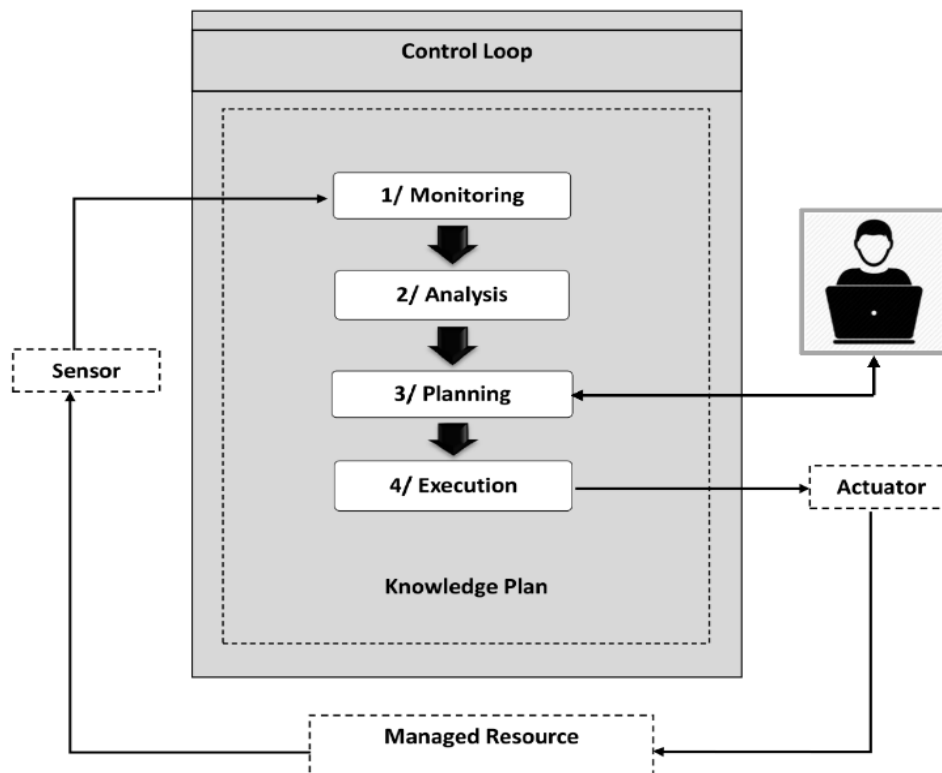 Control Loop
1/ Monitoring
2/ Analysis
Sensor
3/ Planning
4/ Execution
Actuator
Knowledge Plan
Managed Resource